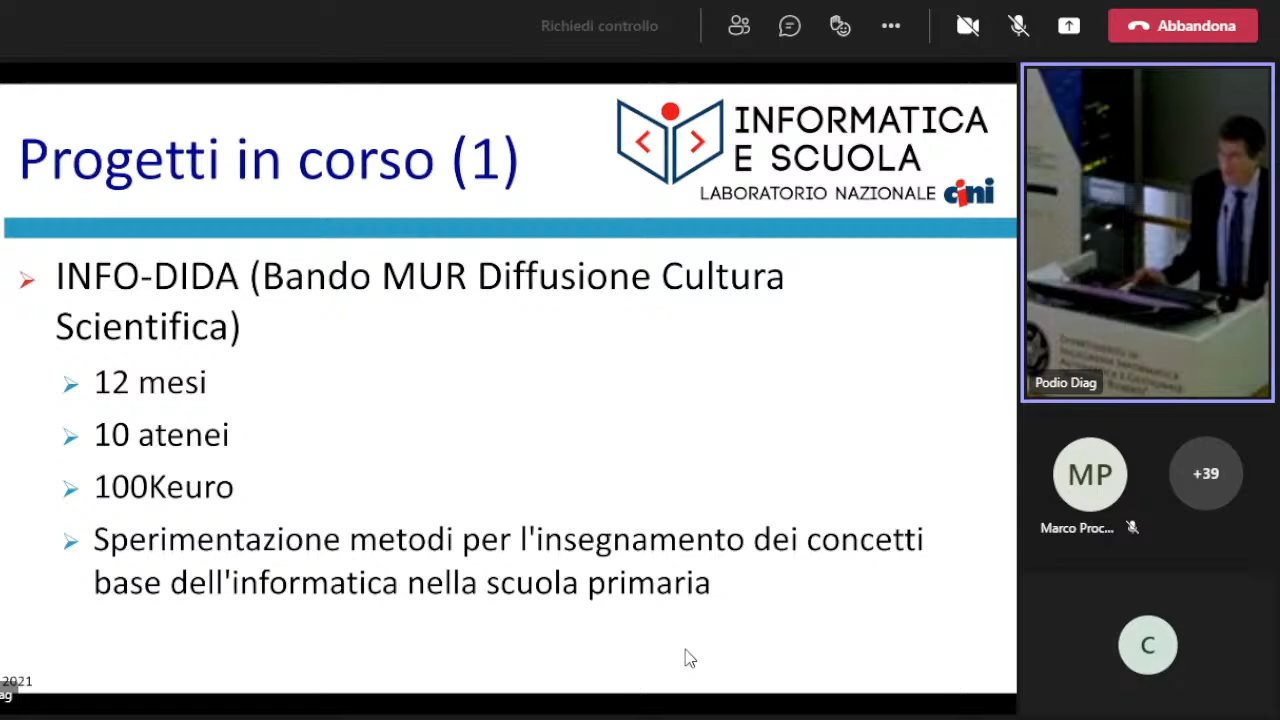 Richiedi controllo
Abbandona
Progetti in corso (1)
INFORMATICA
E SCUOLA
LABORATORIO NAZIONALE cini
INFO-DIDA (Bando MUR Diffusione Cultura
Scientifica)
12 mesi
10 atenei
100Keuro
Sperimentazione metodi per l'insegnamento dei concetti
base dell'informatica nella scuola primaria
2021
ag
Podio Diag
MP
+39
Marco Proc...
C